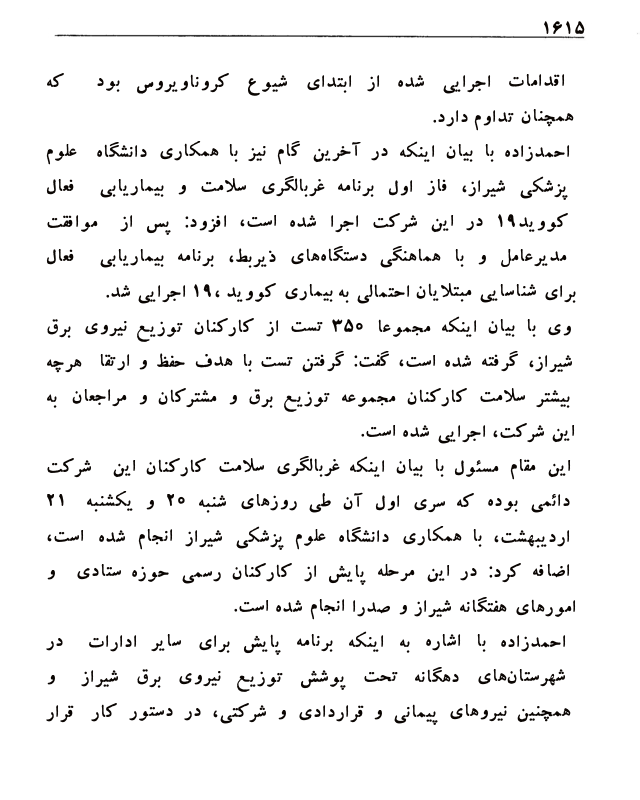 ۱۶۱۵
اقدامات اجرایی شده از ابتدای شیوع کروناویروس بود که
همچنان تداوم دارد.
احمدزاده با بیان اینکه در آخرین گام نیز با همکاری دانشگاه علوم
پزشکی شیراز، فاز اول برنامه غربالگری سلامت و بیماریابی فعال
کووید۱۹ در این شرکت اجرا شده است، افزود: پس از موافقت
مدیرعامل و با هماهنگی دستگاه‌های ذیربط، برنامه بیماریابی فعال
برای شناسایی مبتلایان احتمالی به بیماری کووید ،۱۹ اجرایی شد.
وی با بیان اینکه مجموعا ۳۵۰ تست از کارکنان توزیع نیروی برق
شیراز، گرفته شده است، گفت: گرفتن تست با هدف حفظ و ارتقا هرچه
بیشتر سلامت کارکنان مجموعه توزیع برق و مشترکان و مراجعان به
این شرکت، اجرایی شده است.
این مقام مسئول با بیان اینکه غربالگری سلامت کارکنان این شرکت
دائمی بوده که سری اول آن طی روزهای شنبه ۲۰ و یکشنبه ۲۱
اردیبهشت، با همکاری دانشگاه علوم پزشکی شیراز انجام شده است،
اضافه کرد: در این مرحله پایش از کارکنان رسمی حوزه ستادی و
امورهای هفتگانه شیراز و صدرا انجام شده است.
احمدزاده با اشاره به اینکه برنامه پایش برای سایر ادارات در
شهرستان‌های دهگانه تحت پوشش توزیع نیروی برق شیراز و
همچنین نیروهای پیمانی و قراردادی و شرکتی، در دستور کار قرار